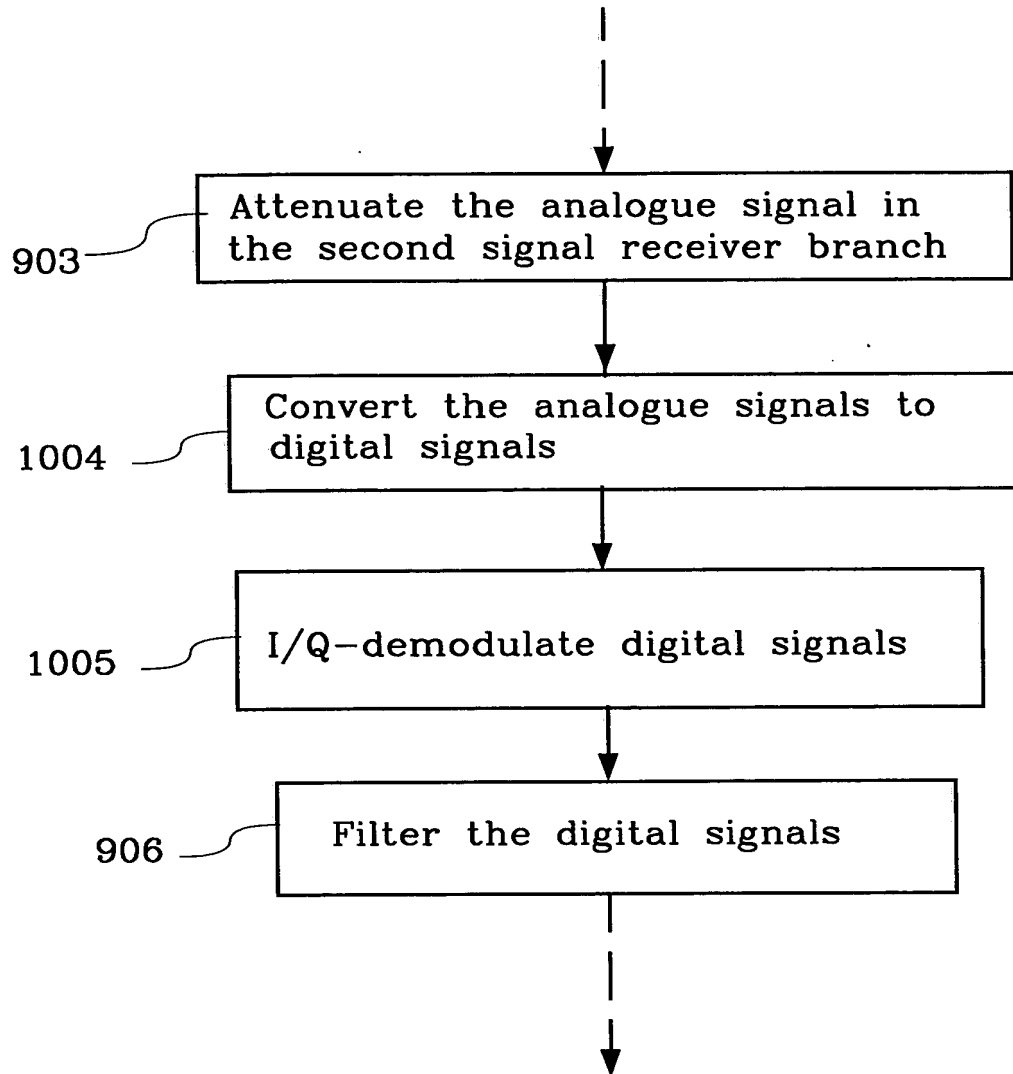 Attenuate the analogue signal in
the second signal receiver branch
903
Convert the analogue signals to
digital signals
1004
I/Q-demodulate digital signals
1005
Filter the digital signals
906